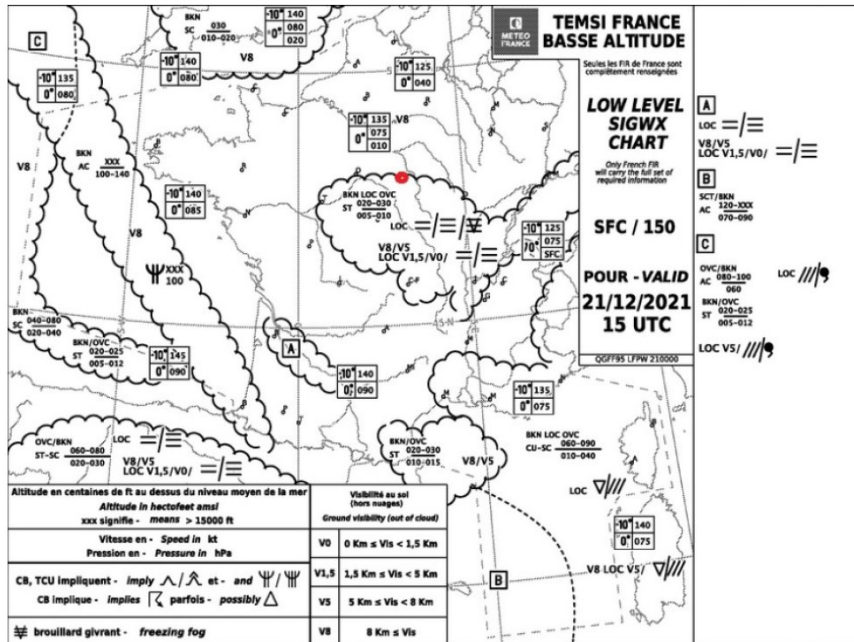 TEMSI FRANCE
BASSE ALTITUDE
METEO
FRANCE
Seules les FIR de France sont
complètement renseignées
LOW LEVEL
SIGWX
CHART
Only French FIR
will carry the full set of
required information
SFC / 150
POUR - VALID
21/12/2021
15 UTC
QGFF95 LFPW 210000
A
LOC
V8/V5
LOC V1,5/V0/
B
SCT/BKN
AC 120-XXX
070-090
C
OVC/BKN
AC 080-100
060
LOC
BKN/OVC
ST 020-025
005-012
LOC V5/
C
-10° 135
0° 080
BKN 030
SC 010-020
-10° 140
0° 080
020
V8
-10° 140
0° 080
-10° 125
0° 040
-10° 135
0° 075
010
V8
BKN
AC XXX
100-140
V8
-10° 140
0° 085
V8
XXX
100
BKN LOC OVC
ST 020-030
005-010
LOC
V8/V5
LOC V1,5/V0/
-10° 125
0° 075
SFC
BKN
SC 040-080
020-040
BKN/OVC
ST 020-025
005-012
-10° 145
0° 090
A
-10° 140
0° 090
-10° 135
0° 075
OVC/BKN
ST-SC 060-080
020-030
LOC
V8/V5
LOC V1,5/V0/
BKN/OVC
ST 020-030
010-015
V8/V5
BKN LOC OVC
CU-SC 060-090
010-040
LOC
-10° 140
0° 075
V8 LOC V5/
B
Altitude en centaines de ft au dessus du niveau moyen de la mer
Altitude in hectofeet amsl
xxx signifie - means > 15000 ft
Vitesse en - Speed in kt
Pression en - Pressure in hPa
CB, TCU impliquent - imply / et - and /
CB implique - implies parfois - possibly
brouillard givrant - freezing fog
Visibilité au sol
(hors nuages)
Ground visibility (out of cloud)
V0 0 Km ≤ Vis < 1,5 Km
V1,5 1,5 Km ≤ Vis < 5 Km
V5 5 Km ≤ Vis < 8 Km
V8 8 Km ≤ Vis